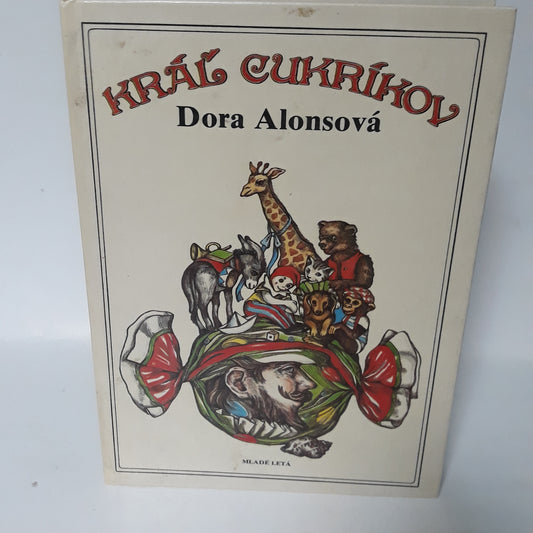 KRÁĽ CUKRÍKOV
Dora Alonsová
MLADÉ LETÁ